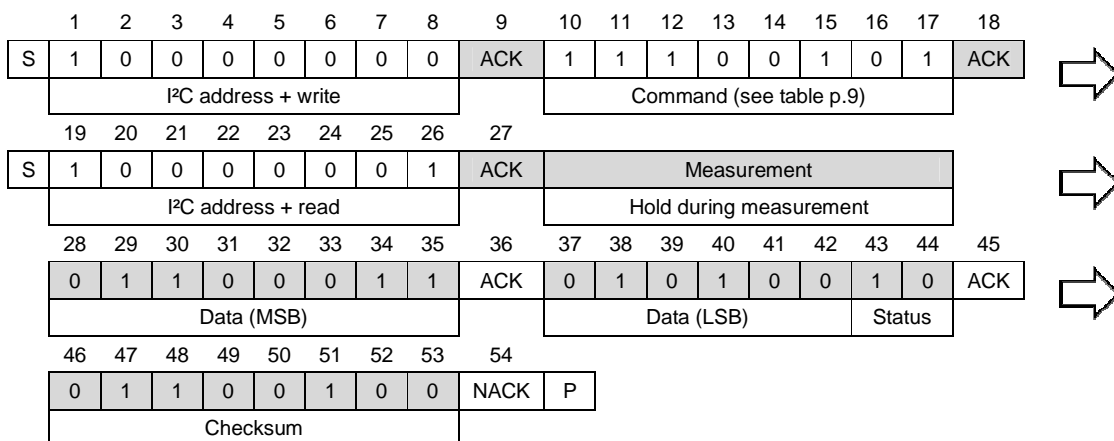 1 2 3 4 5 6 7 8 9 10 11 12 13 14 15 16 17 18
S 1 0 0 0 0 0 0 0 ACK 1 1 1 0 0 1 0 1 ACK
I²C address + write Command (see table p.9)
19 20 21 22 23 24 25 26 27
S 1 0 0 0 0 0 0 1 ACK Measurement
I²C address + read Hold during measurement
28 29 30 31 32 33 34 35 36 37 38 39 40 41 42 43 44 45
0 1 1 0 0 0 1 1 ACK 0 1 0 1 0 0 1 0 ACK
Data (MSB) Data (LSB) Status
46 47 48 49 50 51 52 53 54
0 1 1 0 0 1 0 0 NACK P
Checksum